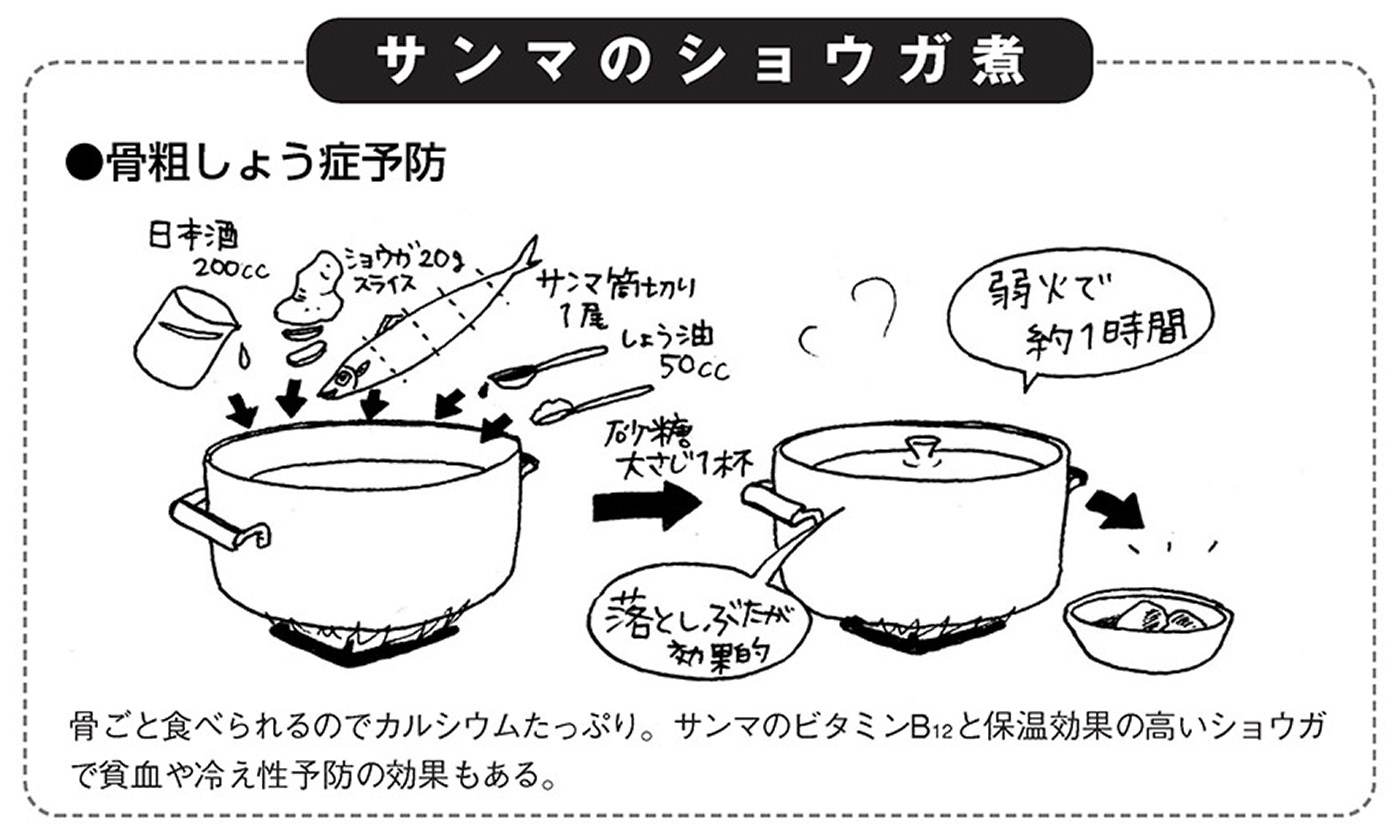 サンマのショウガ煮
●骨粗しょう症予防
日本酒
200cc
ショウガ20g
スライス
サンマ筒切り
1尾
しょう油
50cc
砂糖
大さじ1杯
弱火で
約1時間
落としぶたが
効果的
骨ごと食べられるのでカルシウムたっぷり。サンマのビタミンB₁₂と保温効果の高いショウガ
で貧血や冷え性予防の効果もある。